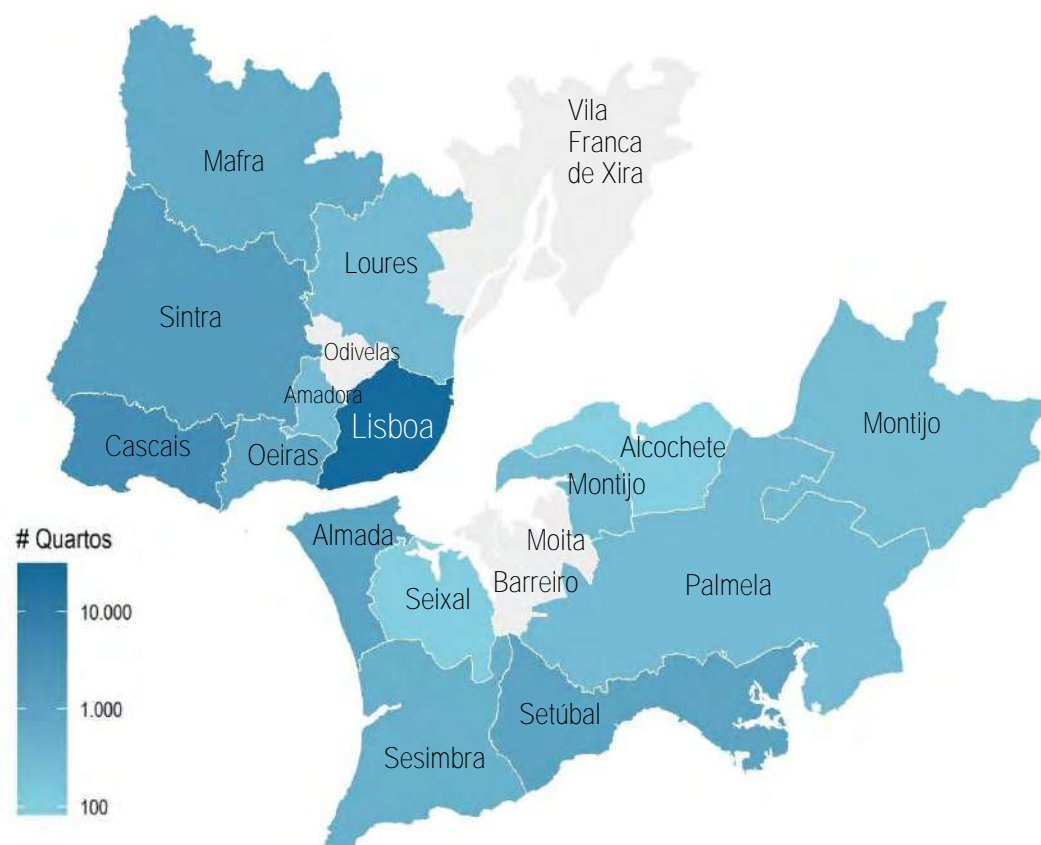 Vila
Franca
de Xira
Mafra
Loures
Sintra
Odivelas
Amadora
Lisboa
Cascais
Oeiras
Montijo
Alcochete
Montijo
Almada
Moita
Barreiro
Seixal
Palmela
Setúbal
Sesimbra
# Quartos
10.000
1.000
100